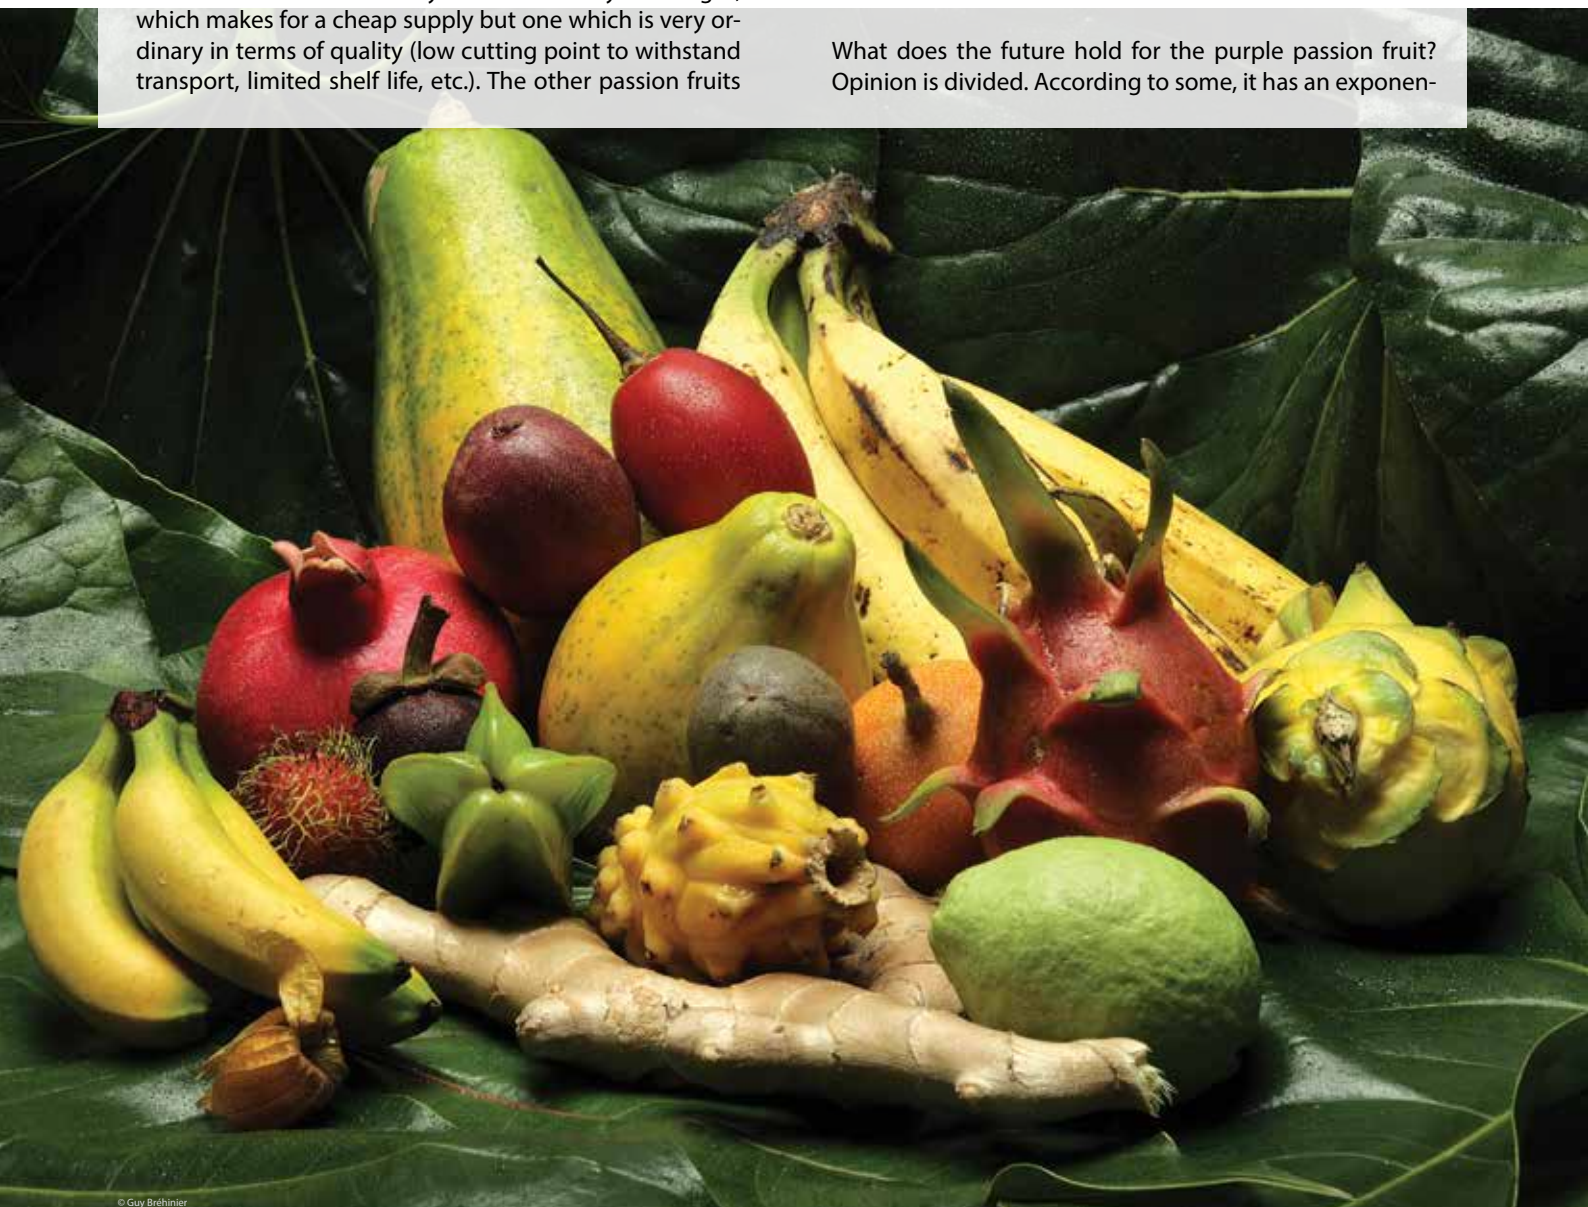 which makes for a cheap supply but one which is very or-
dinary in terms of quality (low cutting point to withstand
transport, limited shelf life, etc.). The other passion fruits
What does the future hold for the purple passion fruit?
Opinion is divided. According to some, it has an exponen-
© Guy Bréhinier